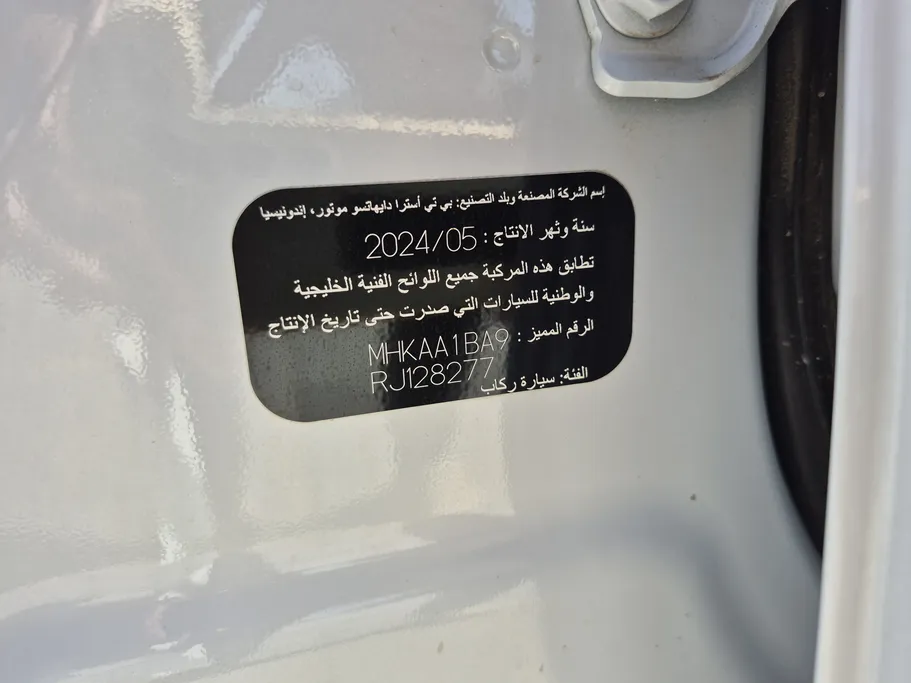 إسم الشركة المصنعة وبلد التصنيع: بي تي أسترا دايهاتسو موتور، إندونيسيا
سنة وشهر الانتاج : 2024/05
تطابق هذه المركبة جميع اللوائح الفنية الخليجية
والوطنية للسيارات التي صدرت حتى تاريخ الإنتاج
الرقم المميز : MHKAA1BA9
RJ128277
الفئة: سيارة ركاب